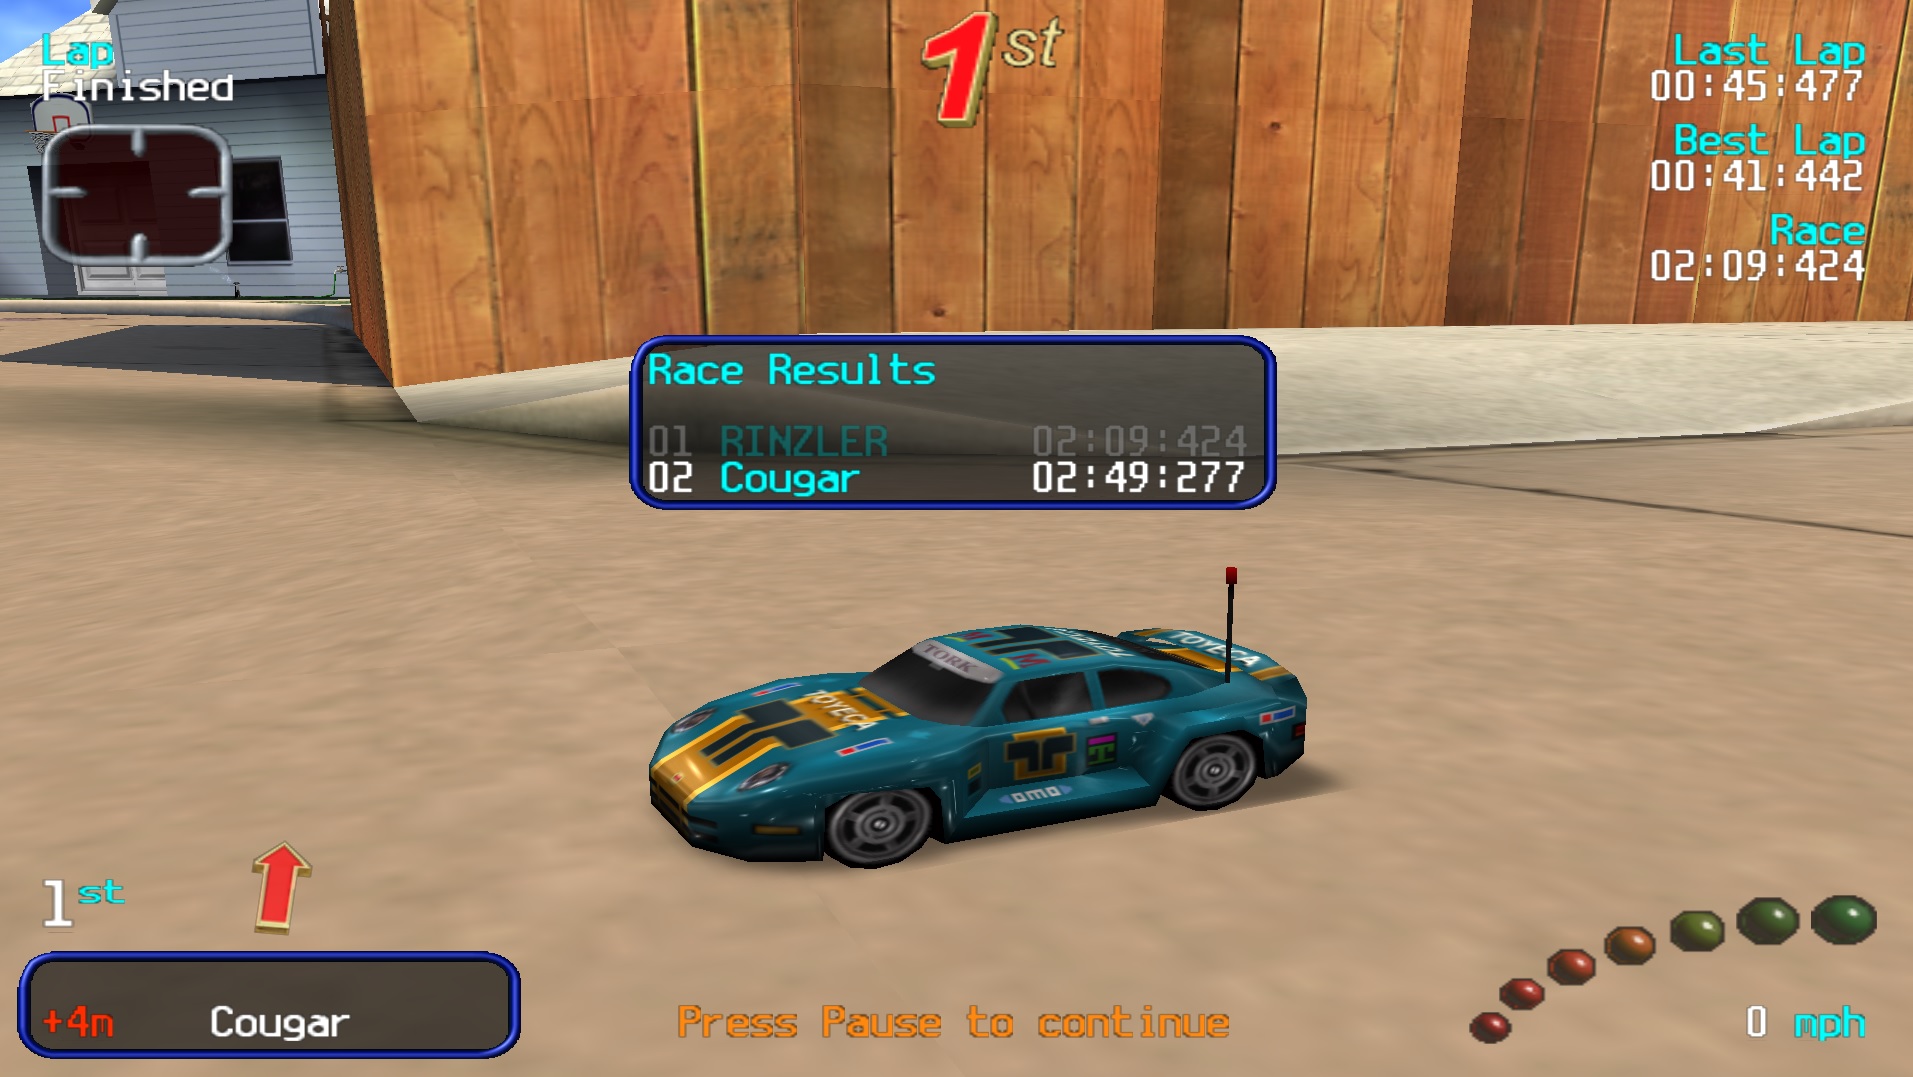 Lap
Finished
1st
Last Lap
00:45:477
Best Lap
00:41:442
Race
02:09:424
Race Results
01 RINZLER 02:09:424
02 Cougar 02:49:277
TORK
TOYECA
TOYECA
OMO
1st
+4m Cougar
Press Pause to continue
0 mph